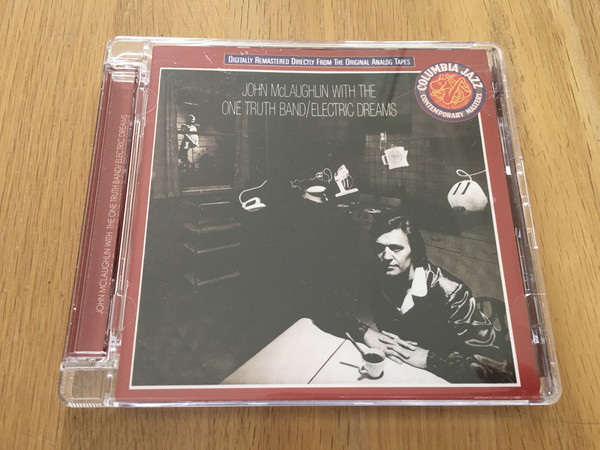 DIGITALLY REMASTERED DIRECTLY FROM THE ORIGINAL ANALOG TAPES
JOHN McLAUGHLIN WITH THE
ONE TRUTH BAND/ELECTRIC DREAMS
COLUMBIA JAZZ
CONTEMPORARY MASTERS
JOHN MCLAUGHLIN WITH THE ONE TRUTH BAND/ELECTRIC DREAMS